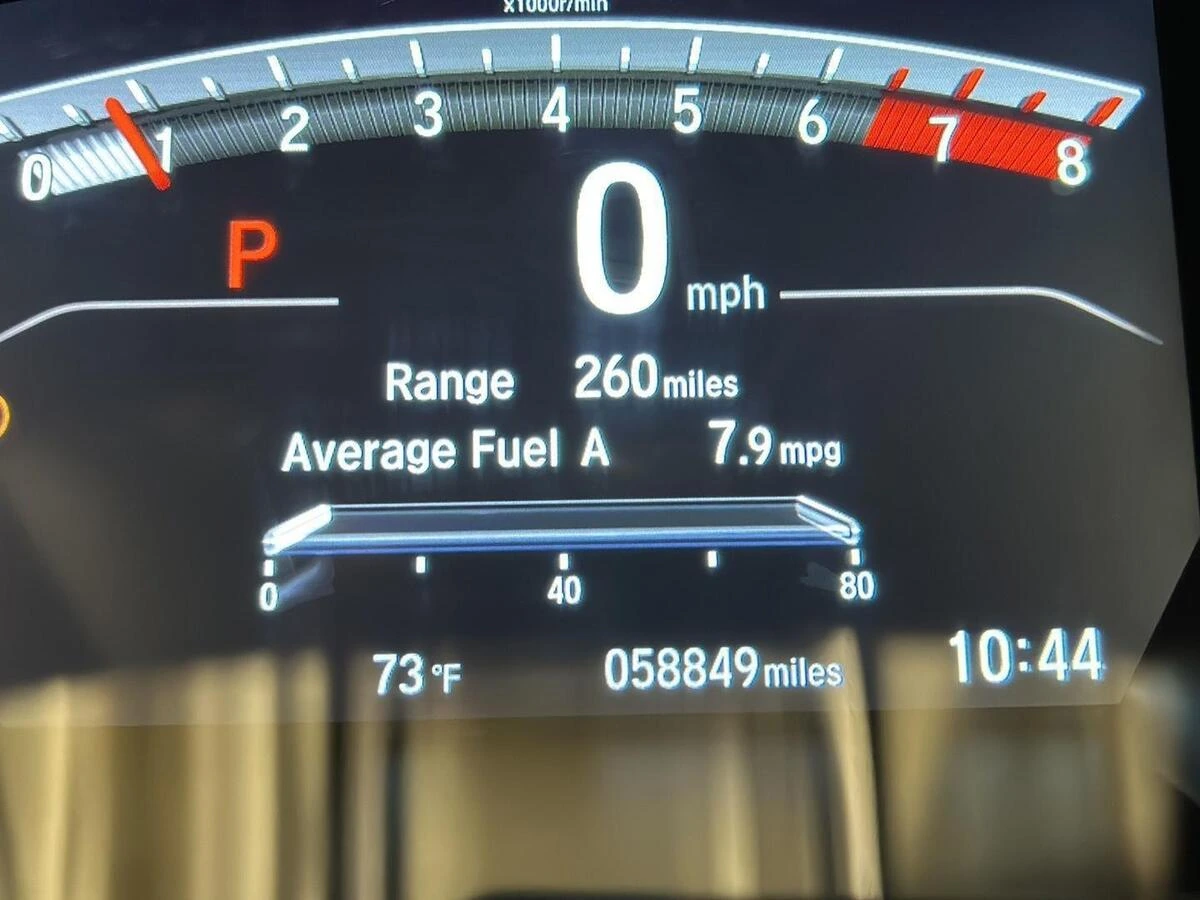 x1000r/min
0 1 2 3 4 5 6 7 8
P
0 mph
Range 260 miles
Average Fuel A 7.9 mpg
0 40 80
73 °F 058849 miles 10:44